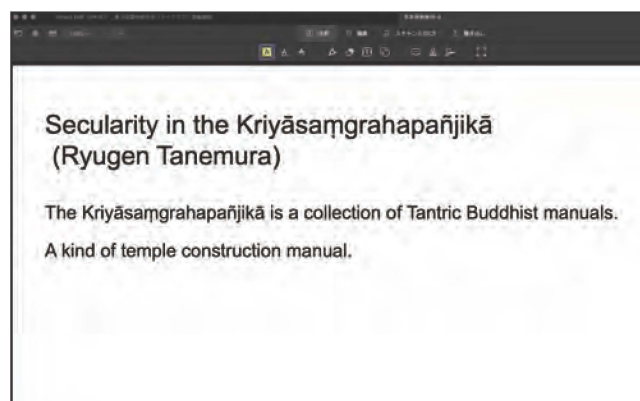 Secularity in the Kriyāsaṃgrahapañjikā
(Ryugen Tanemura)
The Kriyāsaṃgrahapañjikā is a collection of Tantric Buddhist manuals.
A kind of temple construction manual.